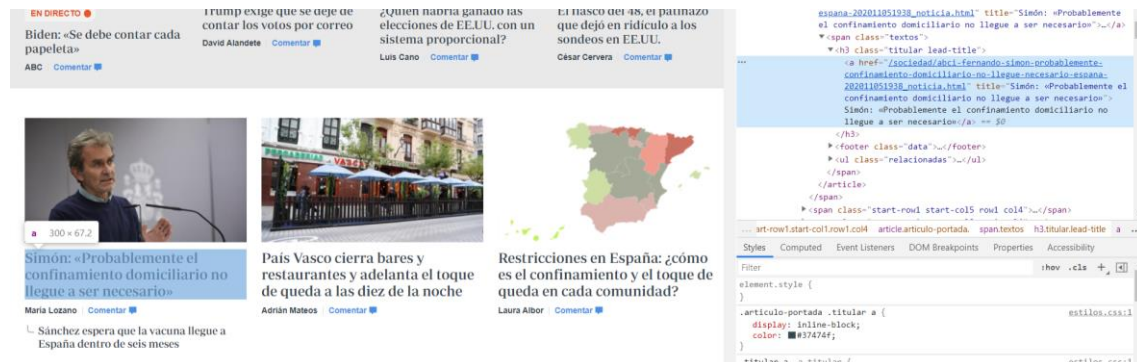 EN DIRECTO
Biden: «Se debe contar cada
papeleta»
ABC Comentar
Trump exige que se deje de
contar los votos por correo
David Alandete Comentar
¿Quién habría ganado las
elecciones de EE.UU. con un
sistema proporcional?
Luis Cano Comentar
El fiasco del 48, el patinazo
que dejó en ridículo a los
sondeos en EE.UU.
César Cervera Comentar
VASCO
a 300 × 67.2
Simón: «Probablemente el
confinamiento domiciliario no
llegue a ser necesario»
María Lozano Comentar
Sánchez espera que la vacuna llegue a
España dentro de seis meses
País Vasco cierra bares y
restaurantes y adelanta el toque
de queda a las diez de la noche
Adrián Mateos Comentar
Restricciones en España: ¿cómo
es el confinamiento y el toque de
queda en cada comunidad?
Laura Albor Comentar
espana-202011051938_noticia.html" title="Simón: «Probablemente
el confinamiento domiciliario no llegue a ser necesario»">…</a>
▼<span class="textos">
▼<h3 class="titular lead-title">
… <a href="/sociedad/abci-fernando-simon-probablemente-
confinamiento-domiciliario-no-llegue-necesario-espana-
202011051938_noticia.html" title="Simón: «Probablemente el
confinamiento domiciliario no llegue a ser necesario»">
Simón: «Probablemente el confinamiento domiciliario no
llegue a ser necesario»</a> == $0
</h3>
▶<footer class="data">…</footer>
▶<ul class="relacionadas">…</ul>
</span>
</article>
</span>
▶<span class="start-row1 start-col5 row1 col4">…</span>
… art-row1.start-col1.row1.col4 article.articulo-portada. span.textos h3.titular.lead-title a …
Styles Computed Event Listeners DOM Breakpoints Properties Accessibility
Filter :hov .cls +
element.style {
}
.articulo-portada .titular a { estilos.css:1
display: inline-block;
color: #37474f;
}